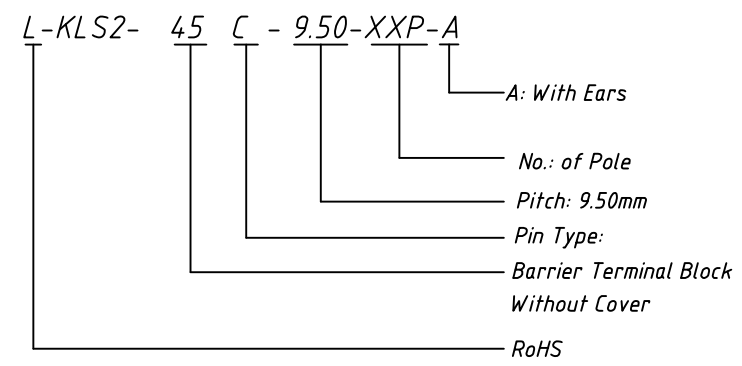 L-KLS2- 45 C - 9.50-XXP-A
A: With Ears
No.: of Pole
Pitch: 9.50mm
Pin Type:
Barrier Terminal Block
Without Cover
RoHS